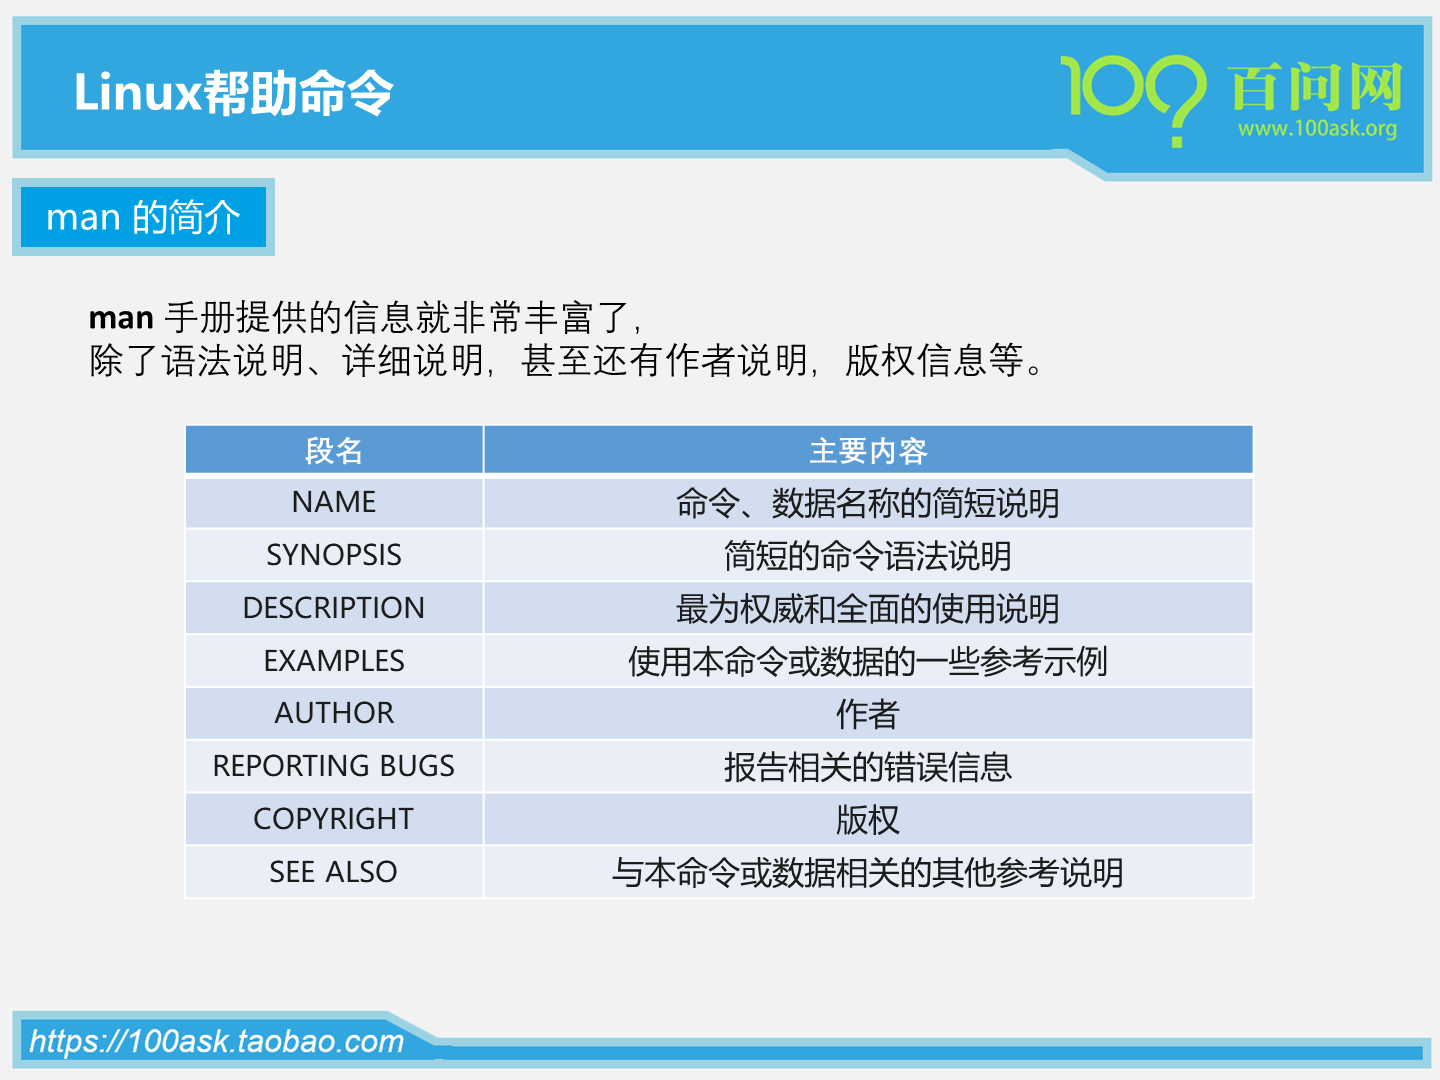 Linux帮助命令
100?
百问网
www.100ask.org
man 的简介
man 手册提供的信息就非常丰富了，
除了语法说明、详细说明，甚至还有作者说明，版权信息等。
段名 主要内容
NAME 命令、数据名称的简短说明
SYNOPSIS 简短的命令语法说明
DESCRIPTION 最为权威和全面的使用说明
EXAMPLES 使用本命令或数据的一些参考示例
AUTHOR 作者
REPORTING BUGS 报告相关的错误信息
COPYRIGHT 版权
SEE ALSO 与本命令或数据相关的其他参考说明
https://100ask.taobao.com